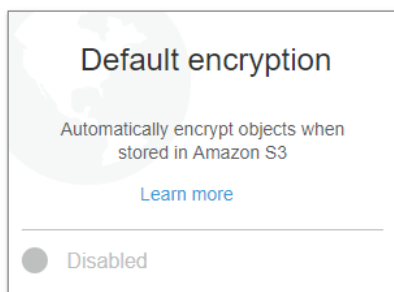 Default encryption
Automatically encrypt objects when
stored in Amazon S3
Learn more
Disabled